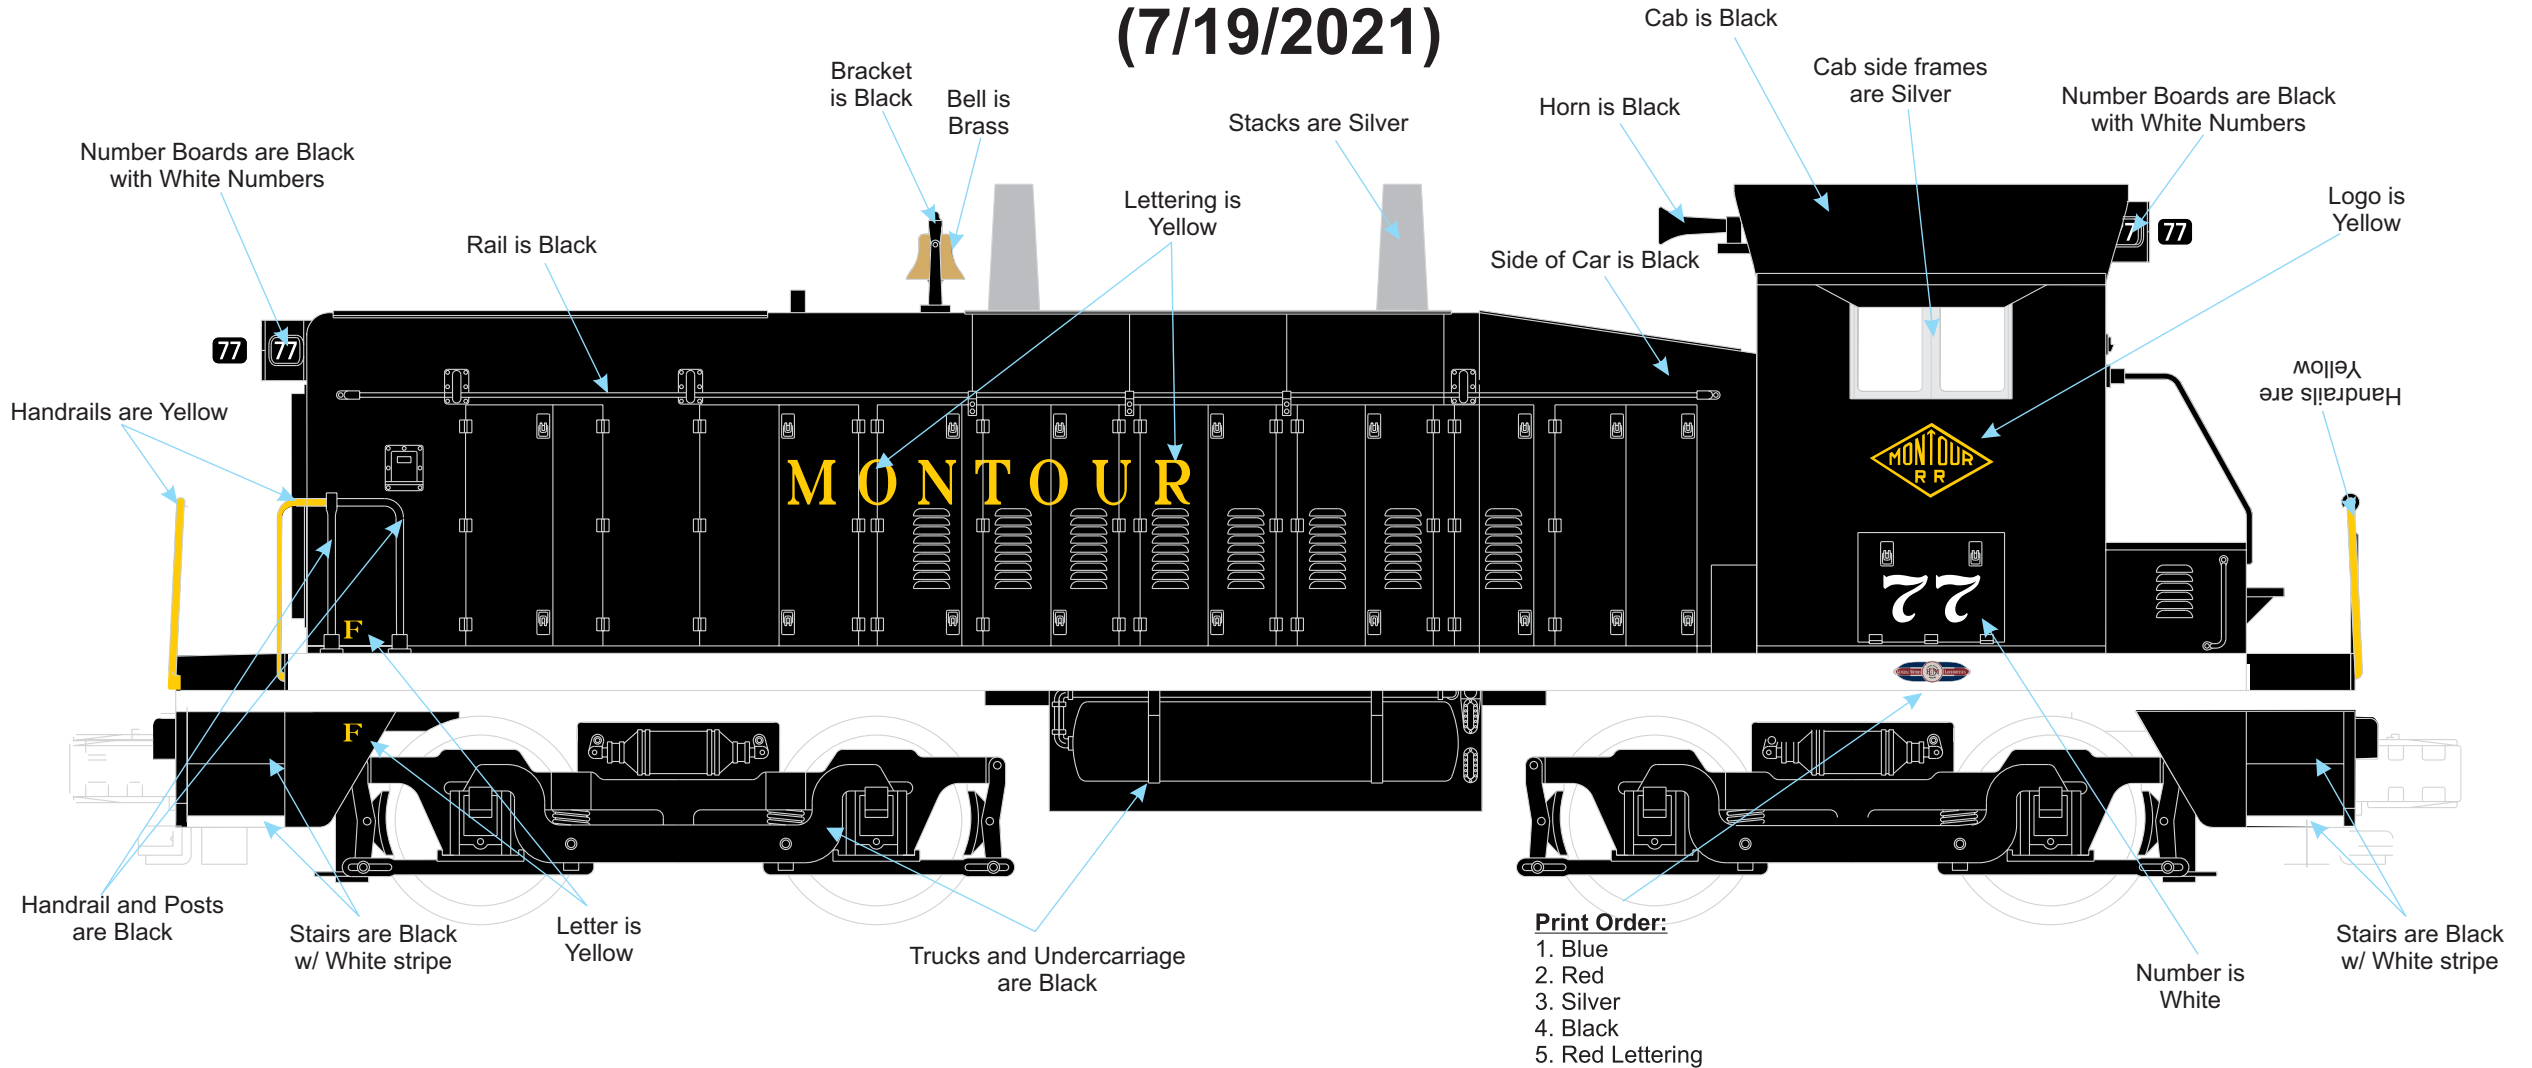 (7/19/2021)
Cab is Black
Bracket
is Black
Bell is
Brass
Cab side frames
are Silver
Number Boards are Black
with White Numbers
Horn is Black
Stacks are Silver
Number Boards are Black
with White Numbers
Lettering is
Yellow
Logo is
Yellow
Rail is Black
Side of Car is Black
7 77
77 77
Handrails are Yellow
Handrails are
Yellow
MONTOUR
MONTOUR
R R
77
F
F
Handrail and Posts
are Black
Stairs are Black
w/ White stripe
Letter is
Yellow
Trucks and Undercarriage
are Black
Print Order:
1. Blue
2. Red
3. Silver
4. Black
5. Red Lettering
Number is
White
Stairs are Black
w/ White stripe